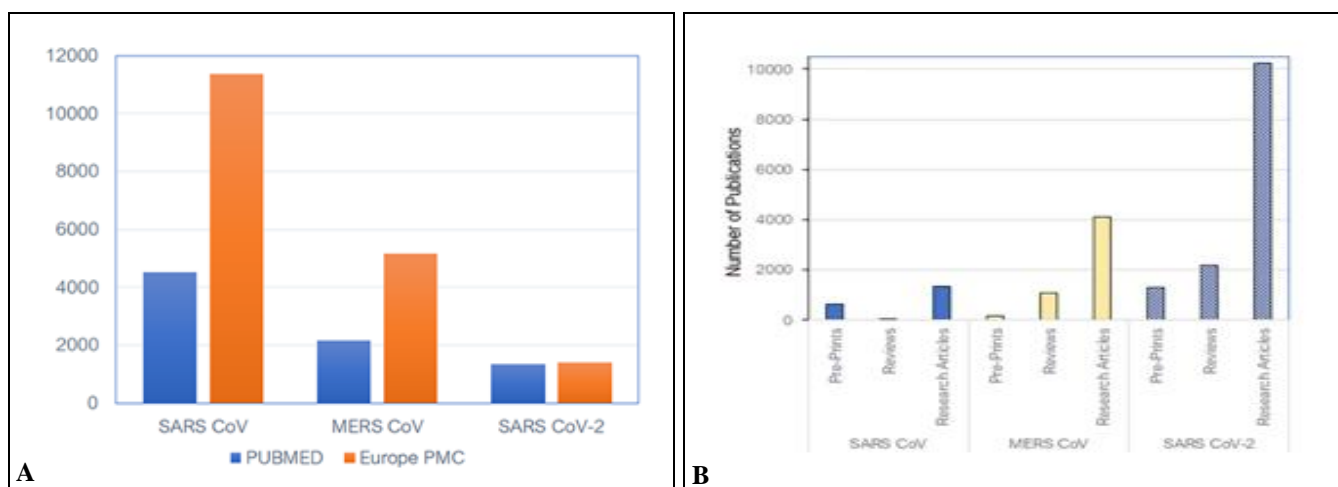 12000
10000
8000
6000
4000
2000
0
SARS CoV MERS CoV SARS CoV-2
PUBMED Europe PMC
A
Number of Publications
10000
8000
6000
4000
2000
0
Pre-Prints
Reviews
Research Articles
Pre-Prints
Reviews
Research Articles
Pre-Prints
Reviews
Research Articles
SARS CoV MERS CoV SARS CoV-2
B